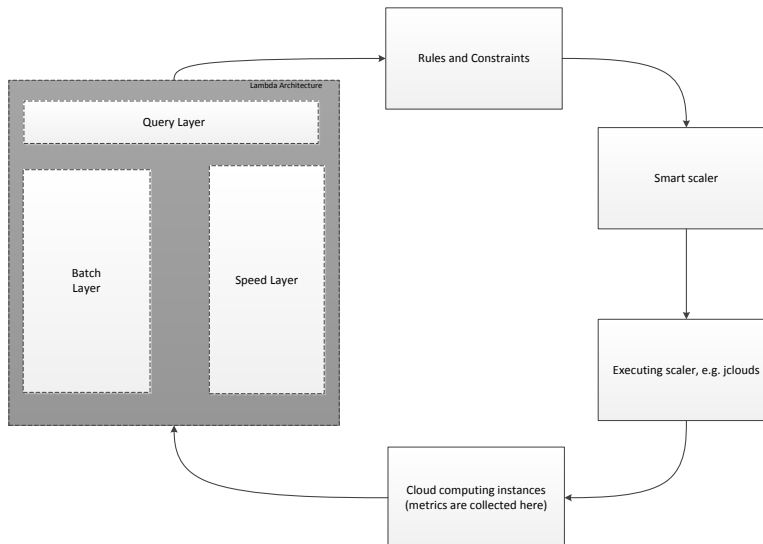 Rules and Constraints
Lambda Architecture
Query Layer
Smart scaler
Batch
Layer
Speed Layer
Executing scaler, e.g. jclouds
Cloud computing instances
(metrics are collected here)